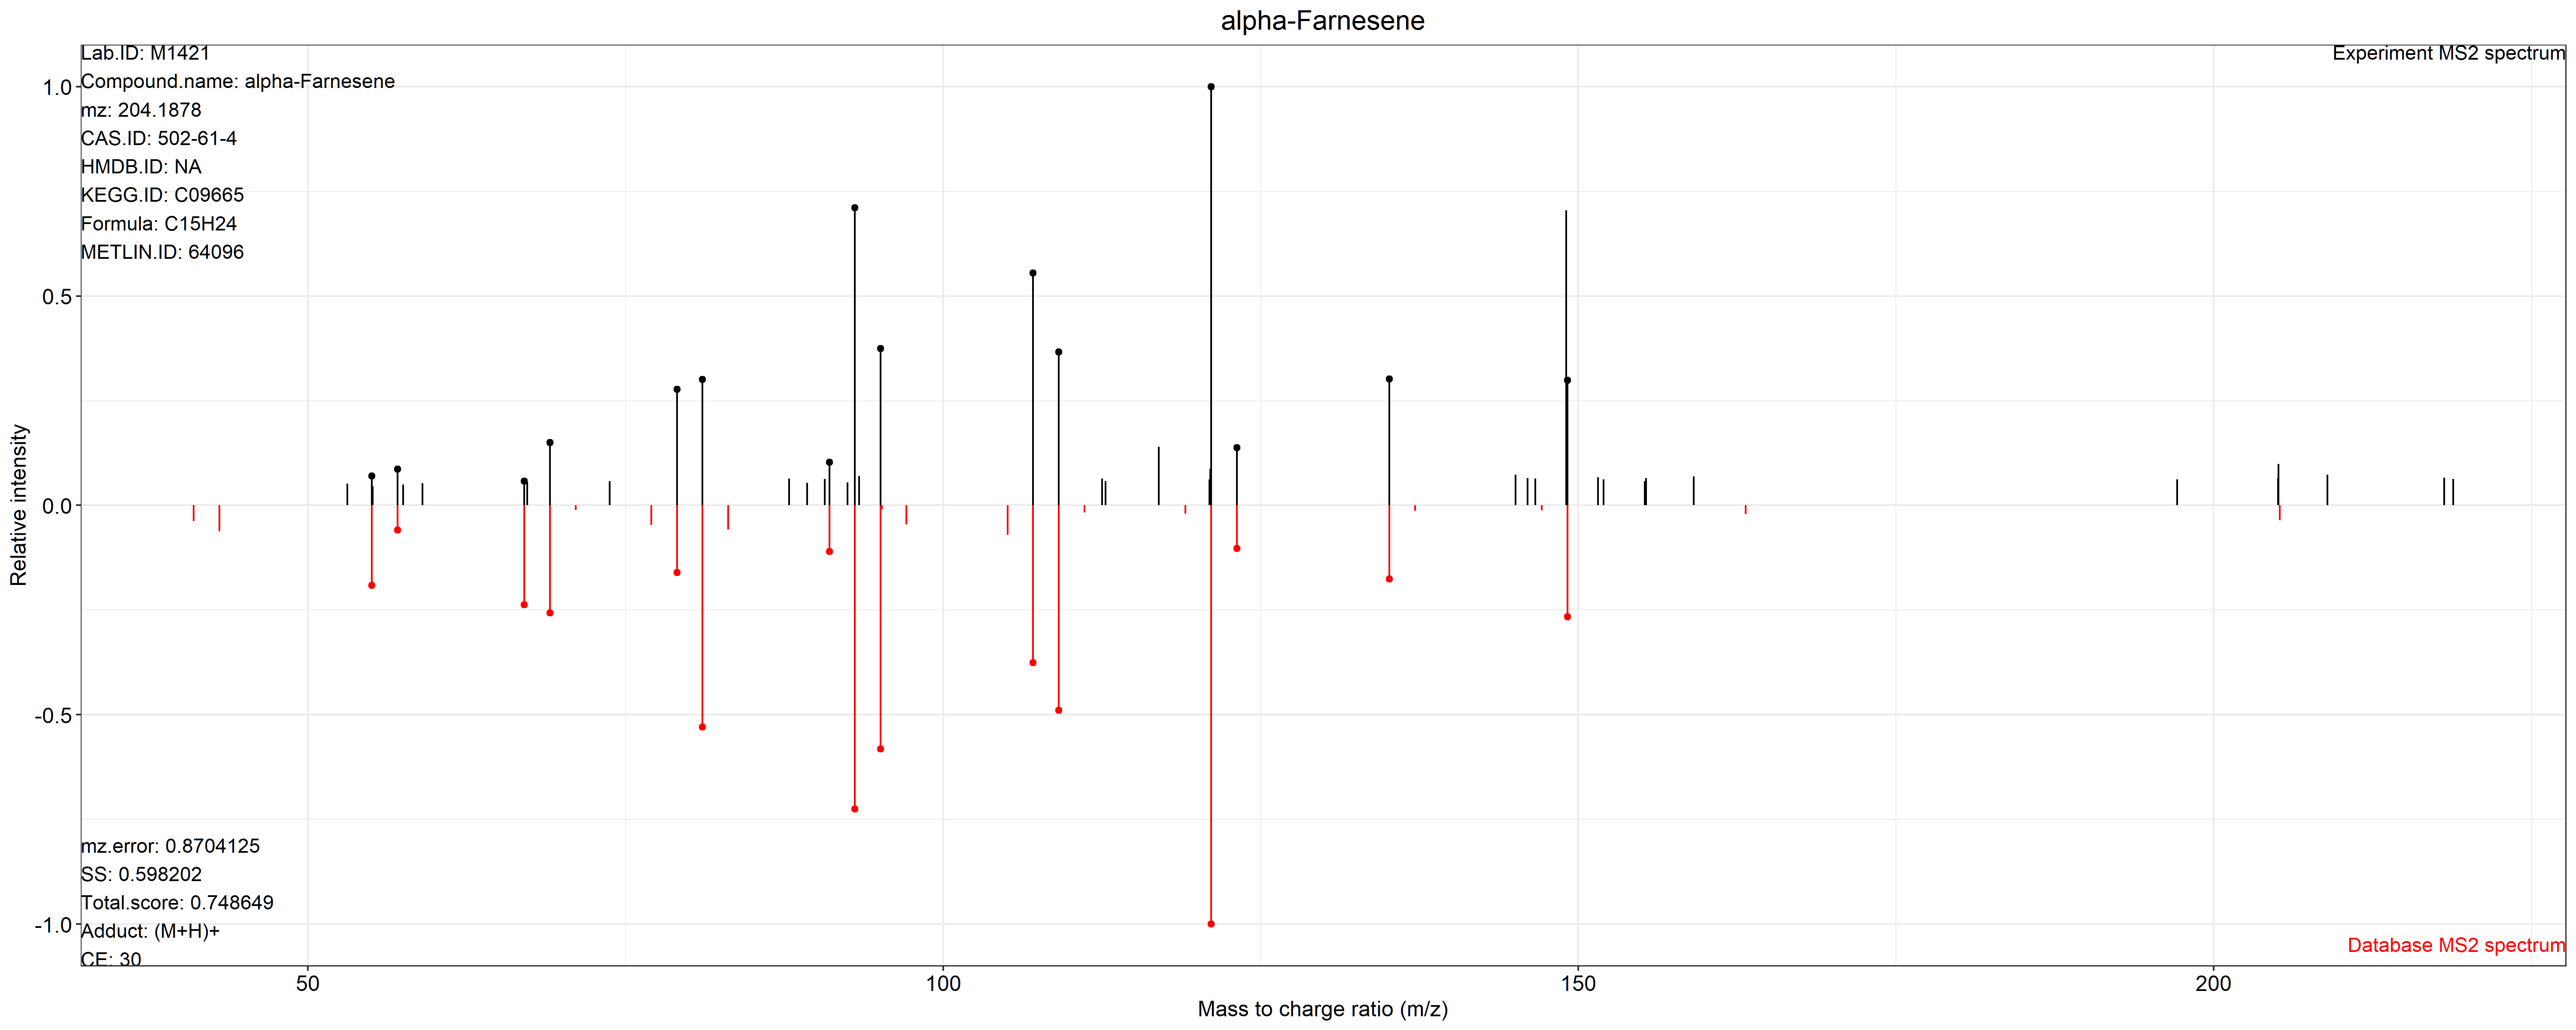 alpha-Farnesene
Lab.ID: M1421
Compound.name: alpha-Farnesene
mz: 204.1878
CAS.ID: 502-61-4
HMDB.ID: NA
KEGG.ID: C09665
Formula: C15H24
METLIN.ID: 64096
Experiment MS2 spectrum
1.0
0.5
0.0
-0.5
-1.0
Relative intensity
mz.error: 0.8704125
SS: 0.598202
Total.score: 0.748649
Adduct: (M+H)+
CE: 30
Database MS2 spectrum
50
100
150
200
Mass to charge ratio (m/z)